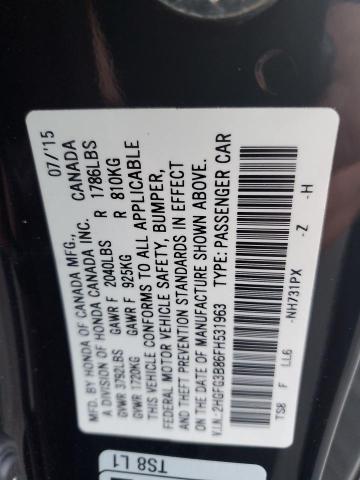 MFD. BY HONDA OF CANADA MFG., CANADA 07/'15
A DIVISION OF HONDA CANADA INC.
GVWR 3792LBS GAWR F 2040LBS R 1786LBS
GVWR 1720KG GAWR F 925KG R 810KG
THIS VEHICLE CONFORMS TO ALL APPLICABLE
FEDERAL MOTOR VEHICLE SAFETY, BUMPER,
AND THEFT PREVENTION STANDARDS IN EFFECT
ON THE DATE OF MANUFACTURE SHOWN ABOVE.
V.I.N.-2HGFG3B86FH531963 TYPE: PASSENGER CAR
-NH731PX -Z -H
TS8 F LL6
TS8 L1